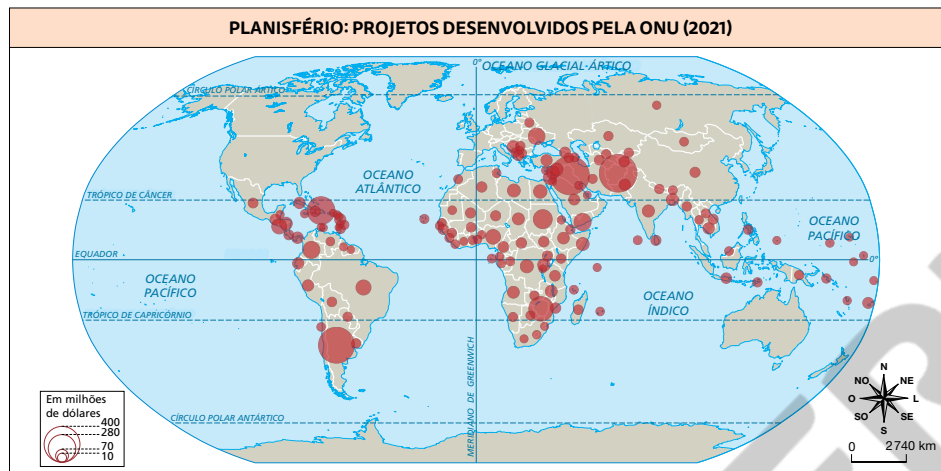 PLANISFÉRIO: PROJETOS DESENVOLVIDOS PELA ONU (2021)
0°
OCEANO GLACIAL ÁRTICO
CÍRCULO POLAR ÁRTICO
OCEANO
ATLÂNTICO
TRÓPICO DE CÂNCER
OCEANO
PACÍFICO
EQUADOR
0°
OCEANO
PACÍFICO
OCEANO
ÍNDICO
TRÓPICO DE CAPRICÓRNIO
MERIDIANO DE GREENWICH
CÍRCULO POLAR ANTÁRTICO
Em milhões
de dólares
400
280
70
10
N
NO NE
O L
SO SE
S
0 2740 km